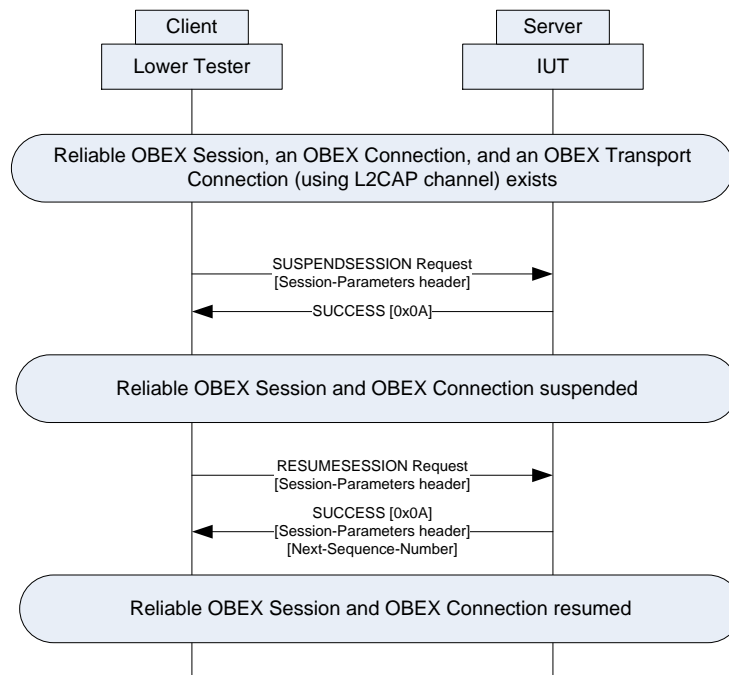 Client
Server
Lower Tester
IUT
Reliable OBEX Session, an OBEX Connection, and an OBEX Transport
Connection (using L2CAP channel) exists
SUSPENDSESSION Request
[Session-Parameters header]
SUCCESS [0x0A]
Reliable OBEX Session and OBEX Connection suspended
RESUMESESSION Request
[Session-Parameters header]
SUCCESS [0x0A]
[Session-Parameters header]
[Next-Sequence-Number]
Reliable OBEX Session and OBEX Connection resumed